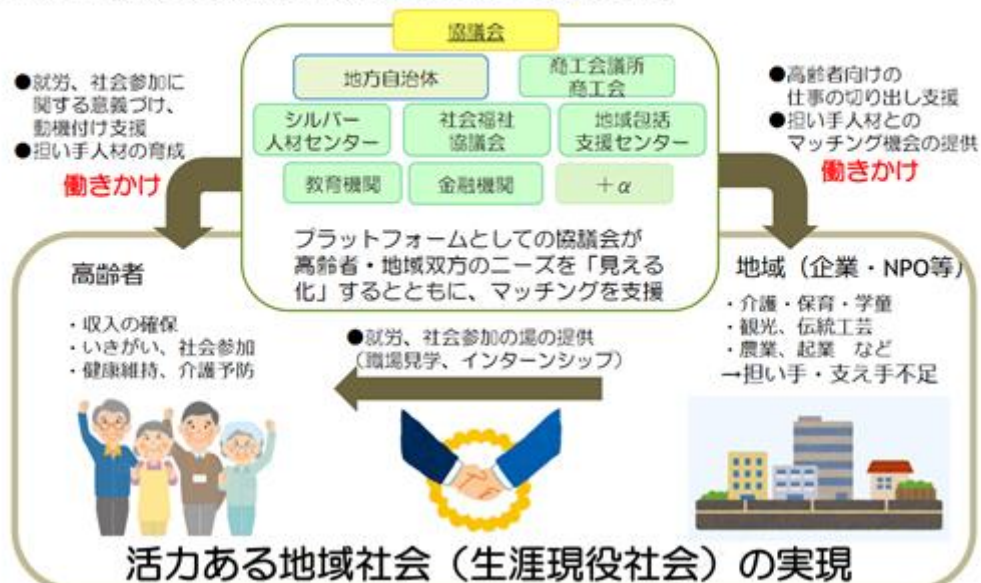 協議会
地方自治体
商工会議所
商工会
シルバー
人材センター
社会福祉
協議会
地域包括
支援センター
教育機関
金融機関
+α
プラットフォームとしての協議会が
高齢者・地域双方のニーズを「見える
化」するとともに、マッチングを支援
●就労、社会参加に
関する意義づけ、
動機付け支援
●担い手人材の育成
働きかけ
●高齢者向けの
仕事の切り出し支援
●担い手人材との
マッチング機会の提供
働きかけ
高齢者
・収入の確保
・いきがい、社会参加
・健康維持、介護予防
●就労、社会参加の場の提供
(職場見学、インターンシップ)
地域（企業・NPO等）
・介護・保育・学童
・観光、伝統工芸
・農業、起業 など
→担い手・支え手不足
活力ある地域社会（生涯現役社会）の実現